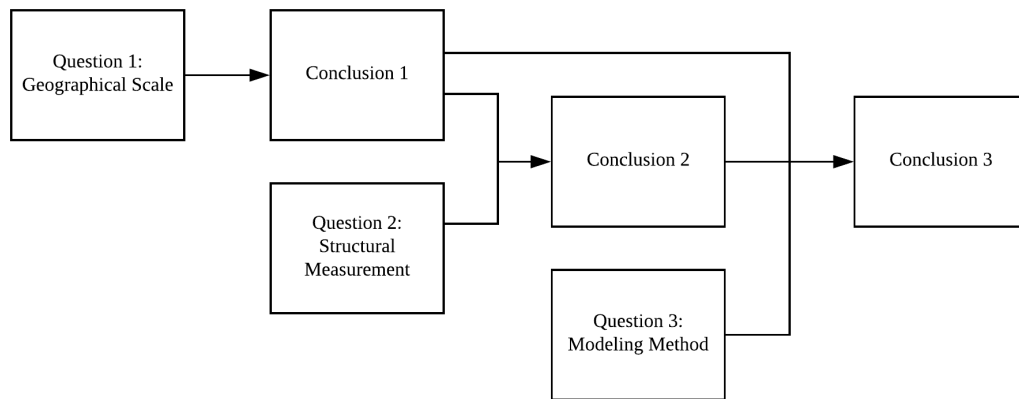 Question 1:
Geographical Scale
Conclusion 1
Question 2:
Structural
Measurement
Conclusion 2
Question 3:
Modeling Method
Conclusion 3